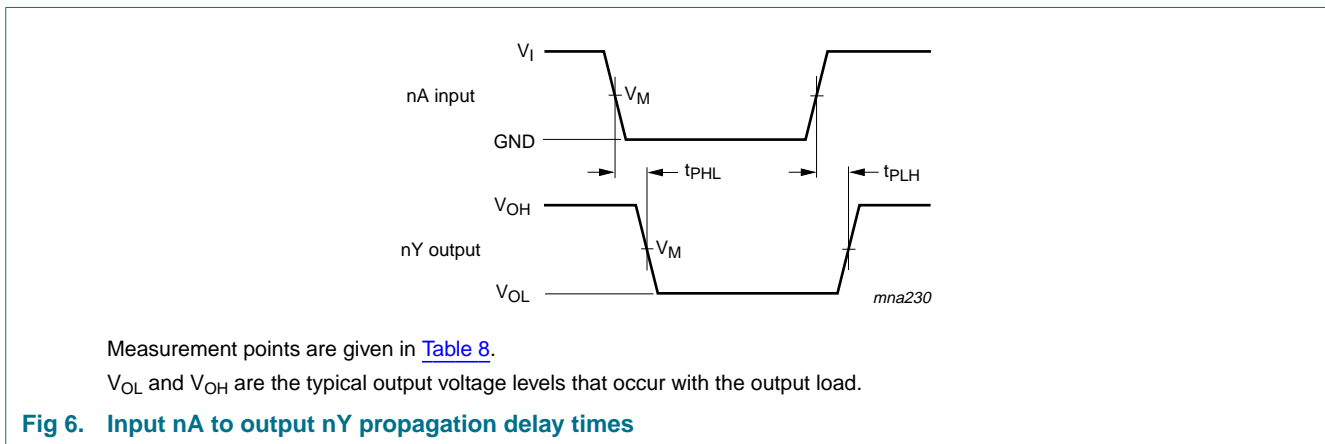 VI
nA input
VM
GND
tPHL
tPLH
VOH
nY output
VM
VOL
mna230
Measurement points are given in Table 8.
VOL and VOH are the typical output voltage levels that occur with the output load.
Fig 6. Input nA to output nY propagation delay times